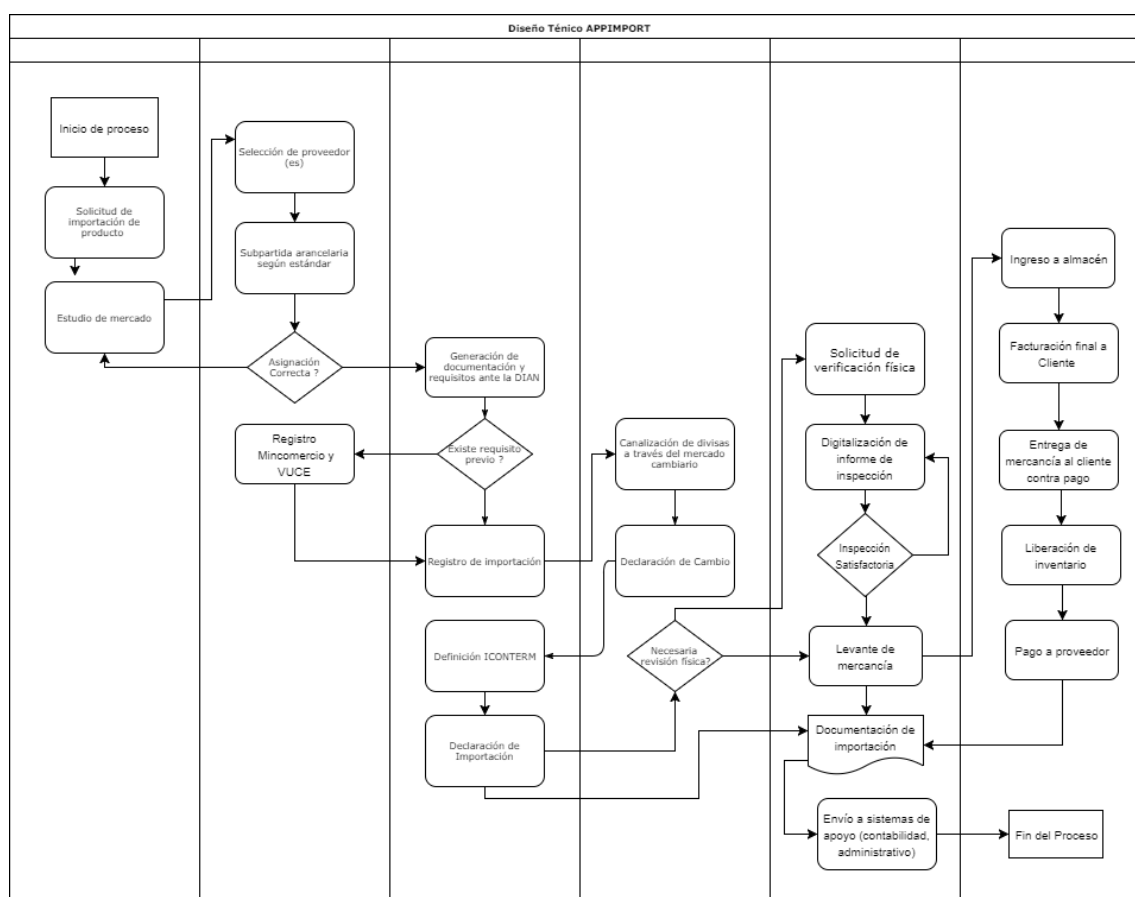 Diseño Ténico APPIMPORT
Inicio de proceso
Solicitud de
importación de
producto
Estudio de mercado
Selección de proveedor
(es)
Subpartida arancelaria
según estándar
Asignación
Correcta ?
Registro
Mincomercio y
VUCE
Generación de
documentación y
requisitos ante la DIAN
Existe requisito
previo ?
Registro de importación
Definición ICONTERM
Declaración de
Importación
Canalización de divisas
a través del mercado
cambiario
Declaración de Cambio
Necesaria
revisión física?
Solicitud de
verificación física
Digitalización de
informe de
inspección
Inspección
Satisfactoria
Levante de
mercancía
Documentación de
importación
Envío a sistemas de
apoyo (contabilidad,
administrativo)
Ingreso a almacén
Facturación final a
Cliente
Entrega de
mercancía al cliente
contra pago
Liberación de
inventario
Pago a proveedor
Fin del Proceso